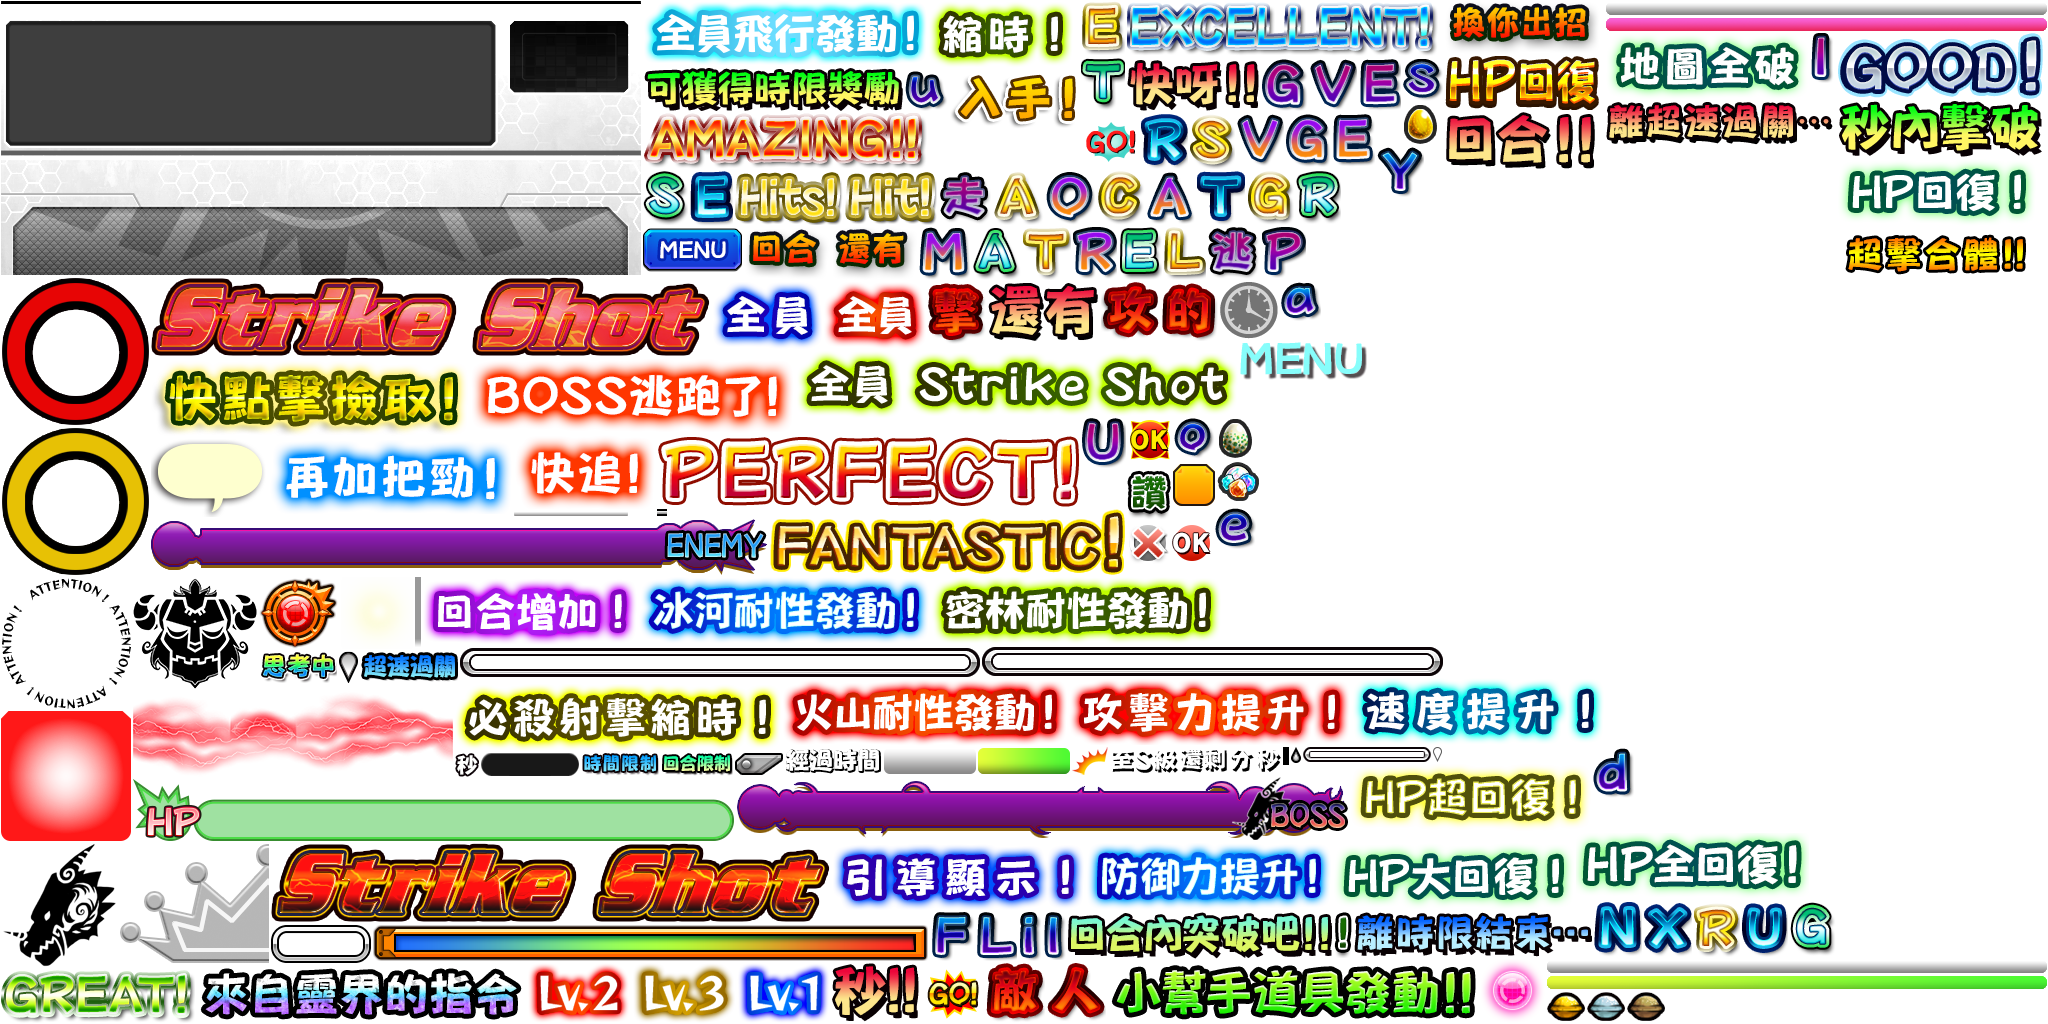 全員飛行發動!
縮時!
E
EXCELLENT!
換你出招
可獲得時限獎勵
u
入手!
T
快呀!!
G V E S
HP回復
地圖全破
I
GOOD!
AMAZING!!
GO!
R S V G E
Y
回合!!
離超速過關…
秒內擊破
S E
Hits!
Hit!
走
A O C A T G R
HP回復!
MENU
回合
還有
M A T R E L
逃
P
超擊合體!!
Strike Shot
全員
全員
擊
還有
攻
的
a
MENU
快點擊撿取!
BOSS逃跑了!
全員 Strike Shot
再加把勁!
快追!
PERFECT!
U
OK
o
讚
ENEMY
FANTASTIC!
OK
e
ATTENTION! ATTENTION! ATTENTION! ATTENTION!
回合增加!
冰河耐性發動!
密林耐性發動!
思考中
超速過關
必殺射擊縮時!
火山耐性發動!
攻擊力提升!
速度提升!
秒
時間限制
回合限制
經過時間
至S級還剩分秒
HP
BOSS
HP超回復!
d
Strike Shot
引導顯示!
防御力提升!
HP大回復!
HP全回復!
F L i l
回合內突破吧!!!
離時限結束…
N X R U G
GREAT!
來自靈界的指令
Lv.2
Lv.3
Lv.1
秒!!
GO!
敵人
小幫手道具發動!!